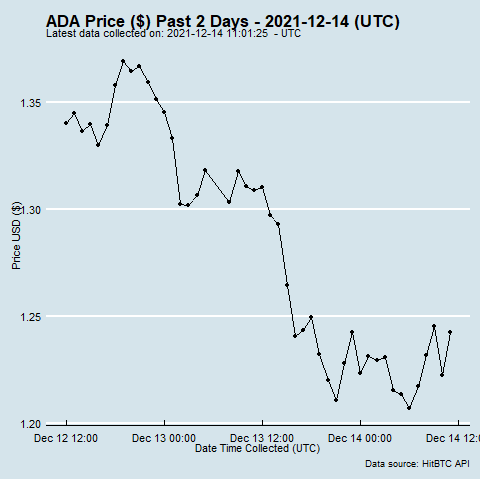 ADA Price ($) Past 2 Days - 2021-12-14 (UTC)
Latest data collected on: 2021-12-14 11:01:25 - UTC
Price USD ($)
1.35
1.30
1.25
1.20
Dec 12 12:00 Dec 13 00:00 Dec 13 12:00 Dec 14 00:00 Dec 14 12:0
Date Time Collected (UTC)
Data source: HitBTC API